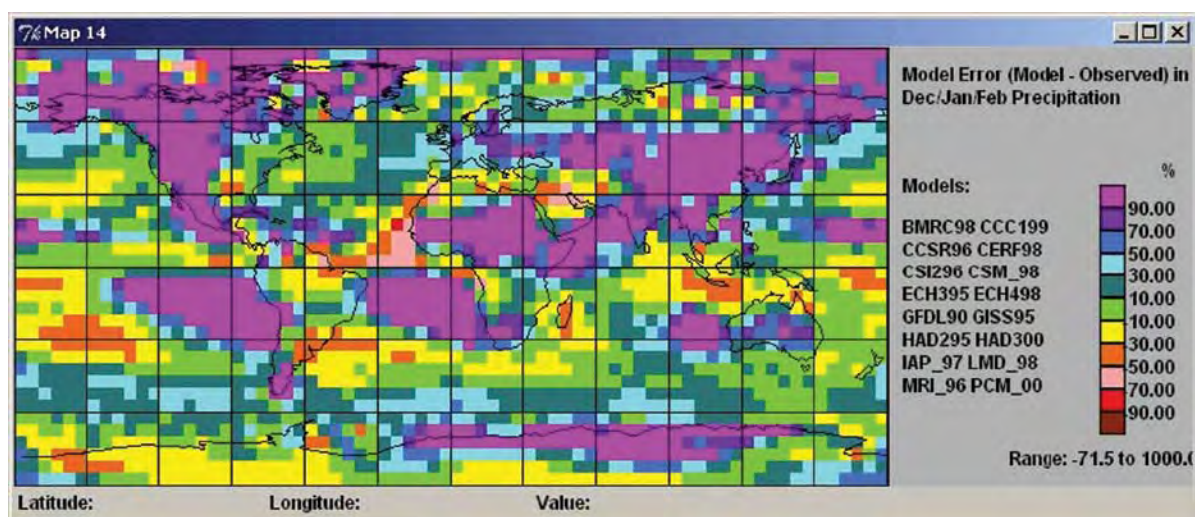 7k Map 14
Model Error (Model - Observed) in
Dec/Jan/Feb Precipitation
%
Models:
BMRC98 CCC199
CCSR96 CERF98
CSI296 CSM_98
ECH395 ECH498
GFDL90 GISS95
HAD295 HAD300
IAP_97 LMD_98
MRI_96 PCM_00
90.00
70.00
50.00
30.00
10.00
-10.00
-30.00
-50.00
-70.00
-90.00
Range: -71.5 to 1000.0
Latitude: Longitude: Value: